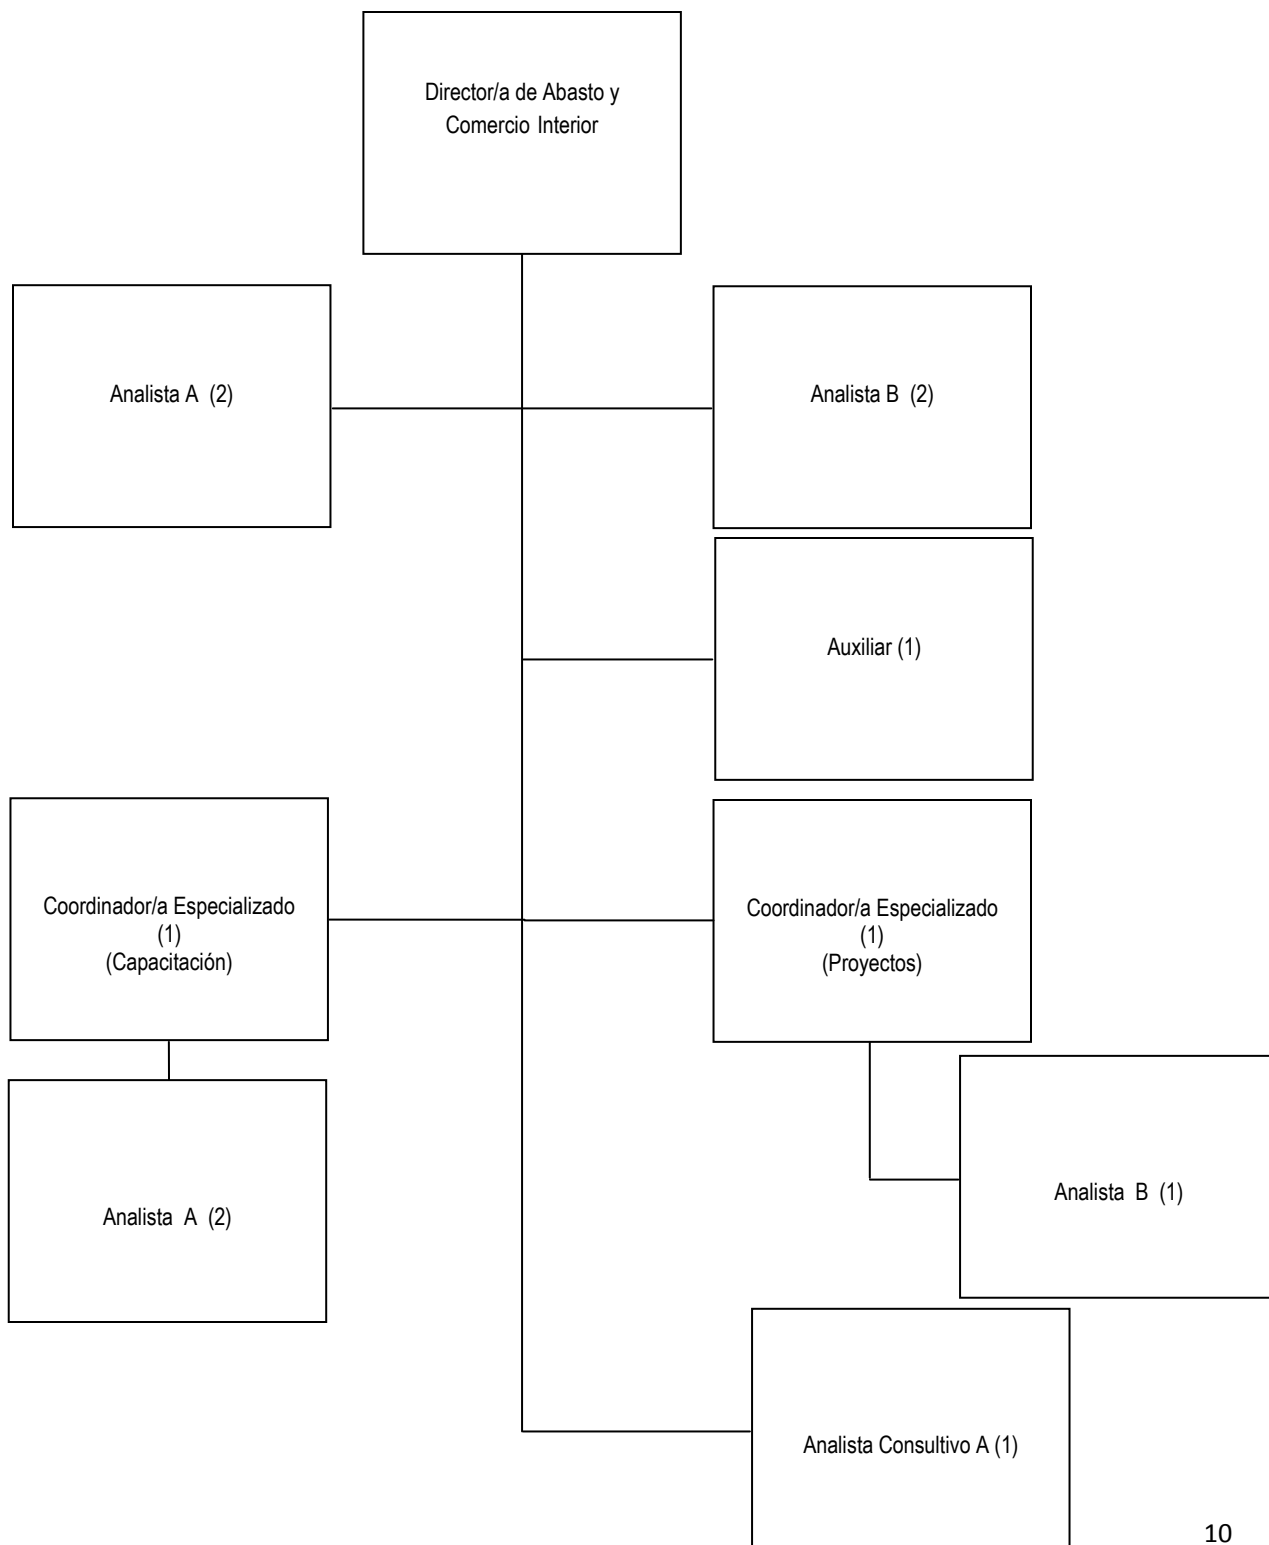 Director/a de Abasto y
Comercio Interior
Analista A (2)
Analista B (2)
Auxiliar (1)
Coordinador/a Especializado
(1)
(Capacitación)
Coordinador/a Especializado
(1)
(Proyectos)
Analista A (2)
Analista B (1)
Analista Consultivo A (1)
10